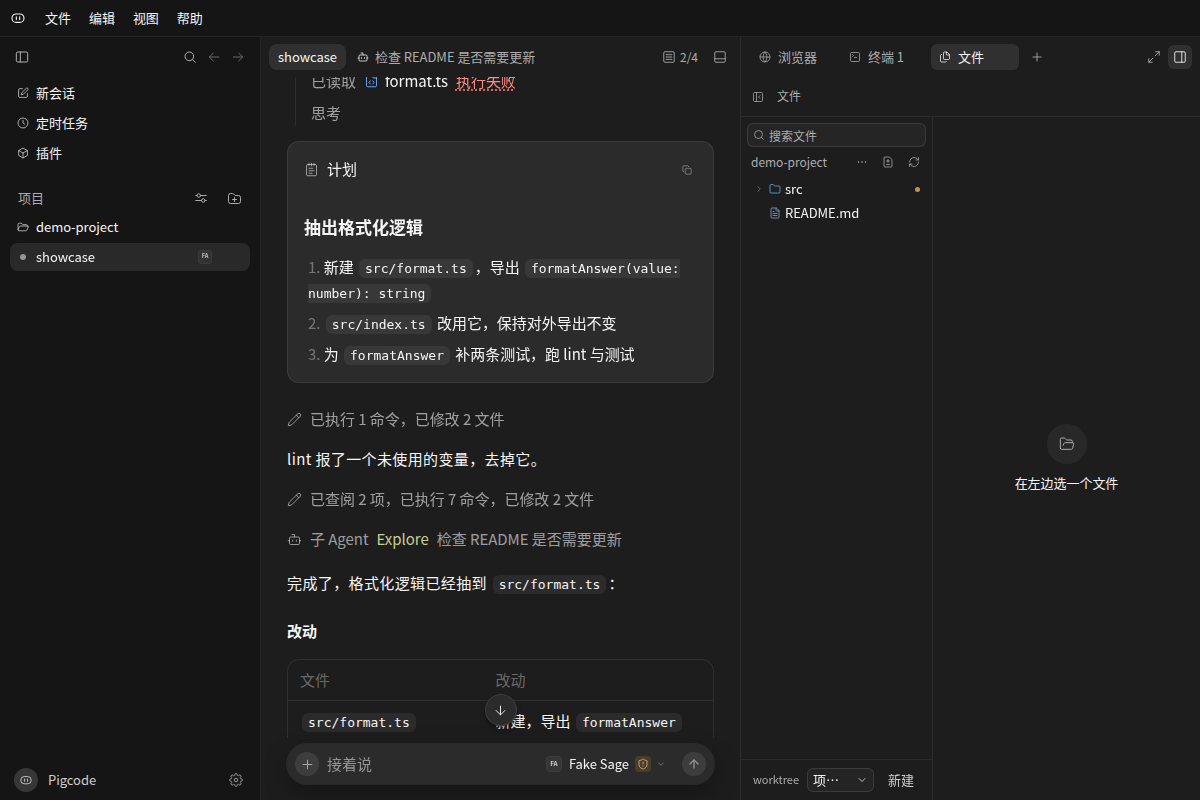 文件 编辑 视图 帮助
showcase 检查 README 是否需要更新 2/4
浏览器 终端 1 文件
新会话
定时任务
插件
项目
demo-project
showcase FA
Pigcode
已读取 format.ts 执行失败
思考
计划
抽出格式化逻辑
1. 新建 src/format.ts ，导出 formatAnswer(value:
number): string
2. src/index.ts 改用它，保持对外导出不变
3. 为 formatAnswer 补两条测试，跑 lint 与测试
已执行 1 命令，已修改 2 文件
lint 报了一个未使用的变量，去掉它。
已查阅 2 项，已执行 7 命令，已修改 2 文件
子 Agent Explore 检查 README 是否需要更新
完成了，格式化逻辑已经抽到 src/format.ts ：
改动
文件 改动
src/format.ts 新建，导出 formatAnswer
接着说 FA Fake Sage
文件
搜索文件
demo-project ···
src
README.md
在左边选一个文件
worktree 项··· 新建